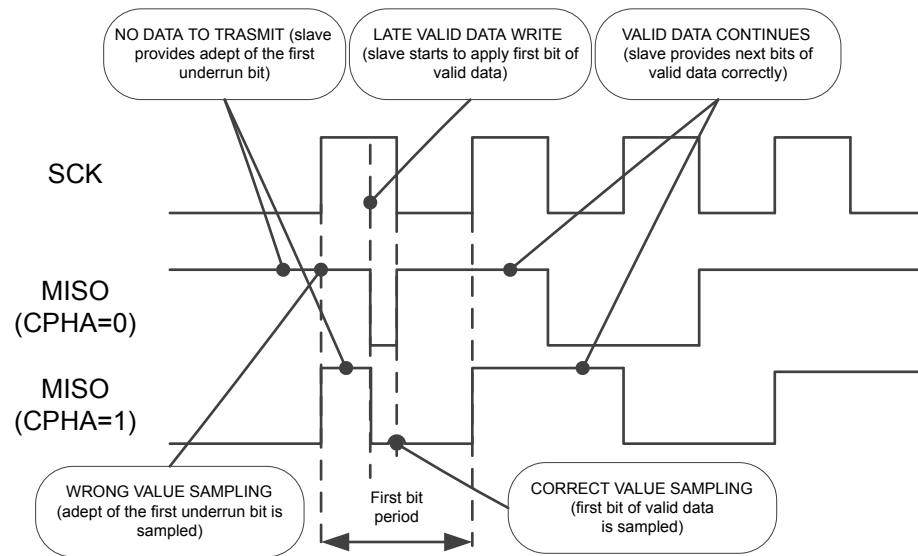 NO DATA TO TRASMIT (slave
provides adept of the first
underrun bit)
LATE VALID DATA WRITE
(slave starts to apply first bit of
valid data)
VALID DATA CONTINUES
(slave provides next bits of
valid data correctly)
SCK
MISO
(CPHA=0)
MISO
(CPHA=1)
WRONG VALUE SAMPLING
(adept of the first underrun bit is
sampled)
First bit
period
CORRECT VALUE SAMPLING
(first bit of valid data
is sampled)